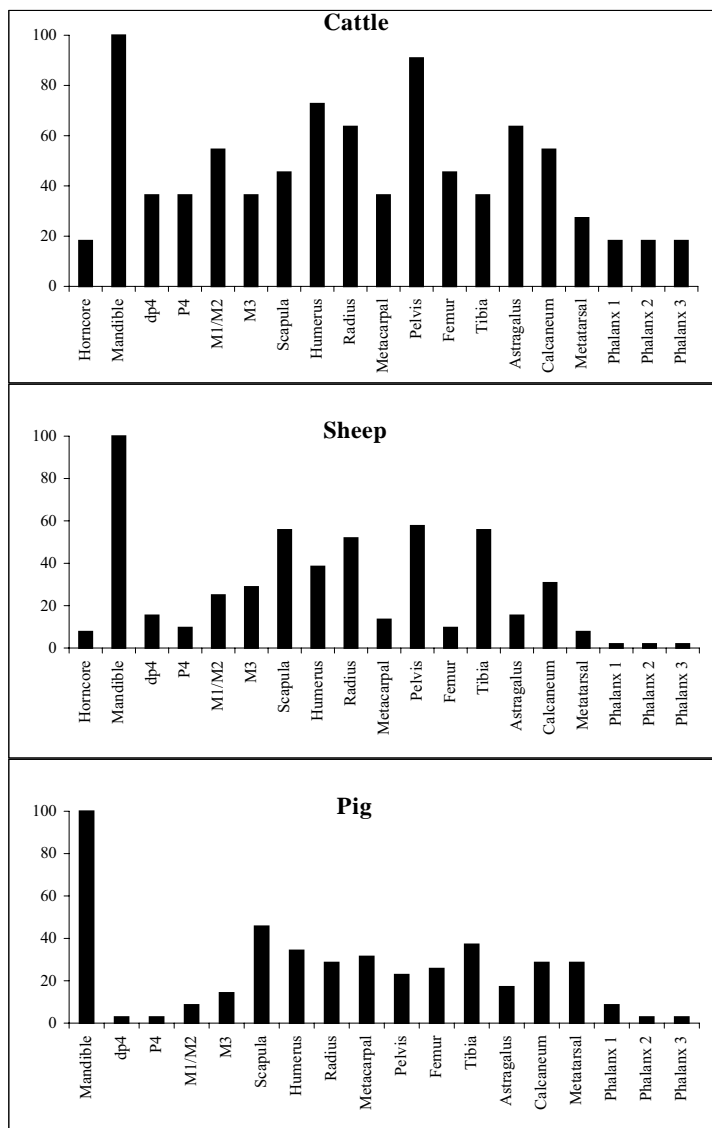 Cattle
100
80
60
40
20
0
Horncore
Mandible
dp4
P4
M1/M2
M3
Scapula
Humerus
Radius
Metacarpal
Pelvis
Femur
Tibia
Astragalus
Calcaneum
Metatarsal
Phalanx 1
Phalanx 2
Phalanx 3
Sheep
100
80
60
40
20
0
Horncore
Mandible
dp4
P4
M1/M2
M3
Scapula
Humerus
Radius
Metacarpal
Pelvis
Femur
Tibia
Astragalus
Calcaneum
Metatarsal
Phalanx 1
Phalanx 2
Phalanx 3
Pig
100
80
60
40
20
0
Mandible
dp4
P4
M1/M2
M3
Scapula
Humerus
Radius
Metacarpal
Pelvis
Femur
Tibia
Astragalus
Calcaneum
Metatarsal
Phalanx 1
Phalanx 2
Phalanx 3